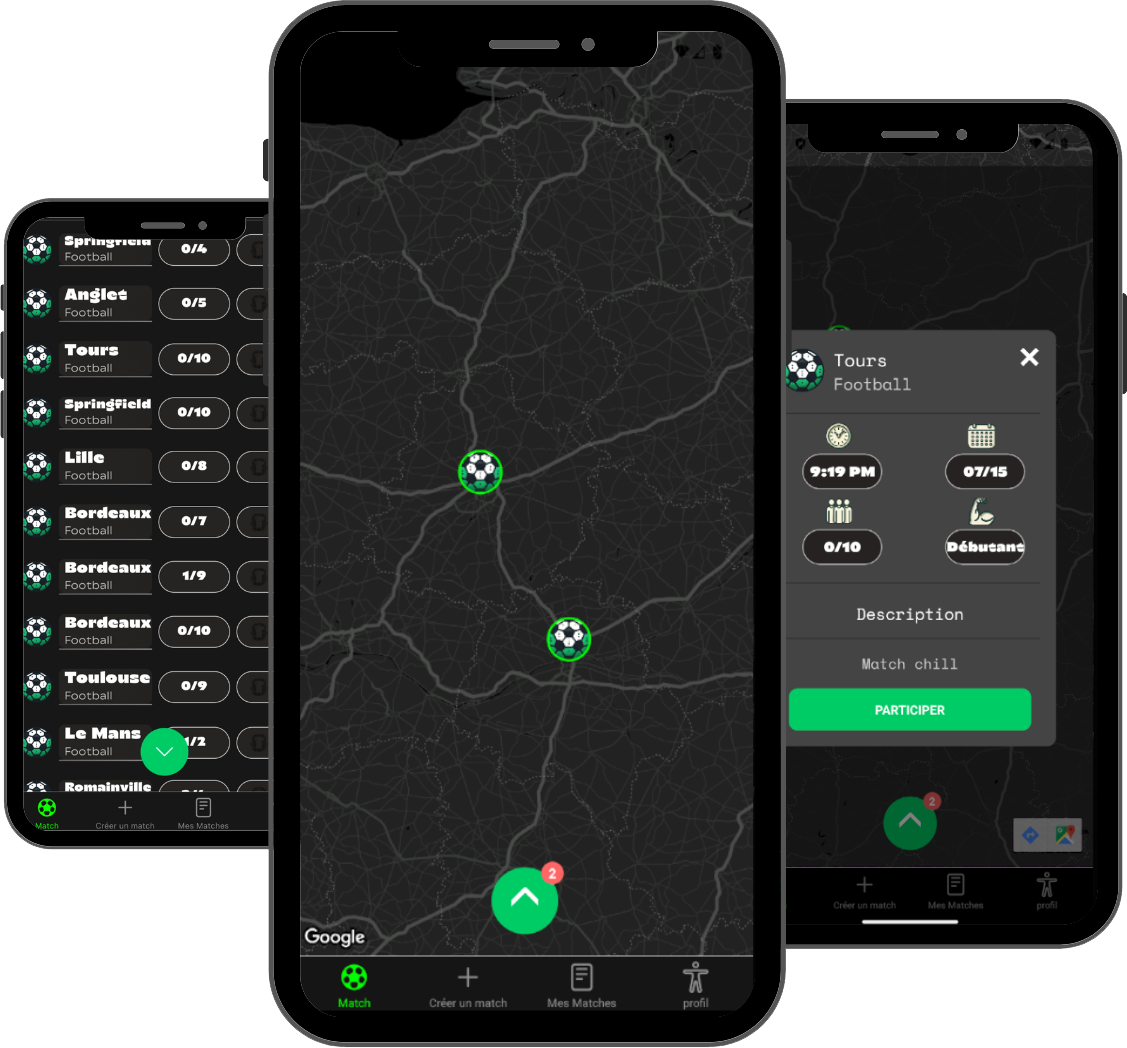 Springfield
Football
0/4
Anglet
Football
0/5
Tours
Football
0/10
Springfield
Football
0/10
Lille
Football
0/8
Bordeaux
Football
0/7
Bordeaux
Football
1/9
Bordeaux
Football
0/10
Toulouse
Football
0/9
Le Mans
Football
1/2
Romainville
Match
Créer un match
Mes Matches
2
Google
Match
Créer un match
Mes Matches
profil
Tours
Football
9:19 PM
07/15
0/10
Débutant
Description
Match chill
PARTICIPER
2
Créer un match
Mes Matches
profil